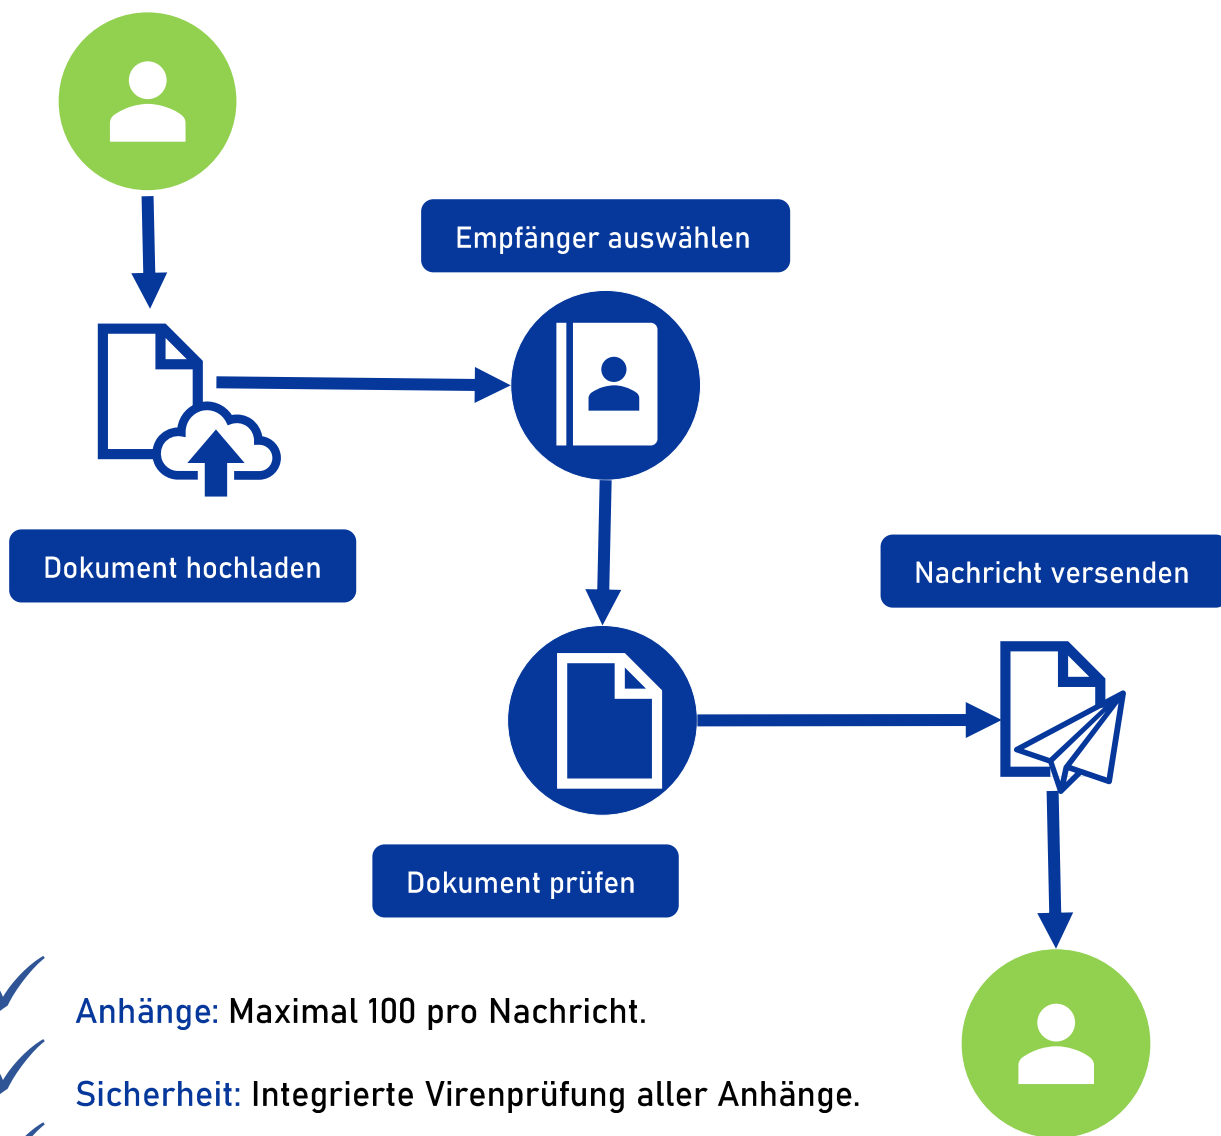 Empfänger auswählen
Dokument hochladen
Nachricht versenden
Dokument prüfen
Anhänge: Maximal 100 pro Nachricht.
Sicherheit: Integrierte Virenprüfung aller Anhänge.